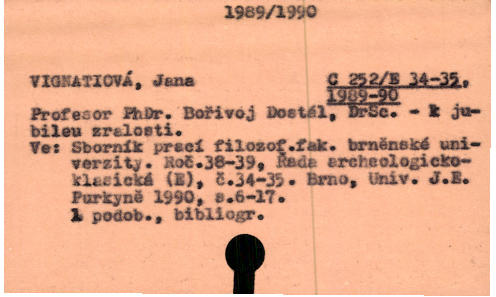 1989/1990
VIGNATIOVÁ, Jana C 252/E 34-35,
1989-90
Profesor PhDr. Bořivoj Dostál, DrSc. - k ju-
bileu zralosti.
Ve: Sborník prací filozof.fak. brněnské uni-
verzity. Roč.38-39, Řada archeologicko-
klasická (E), č.34-35. Brno, Univ. J.E.
Purkyně 1990, s.6-17.
1 podob., bibliogr.